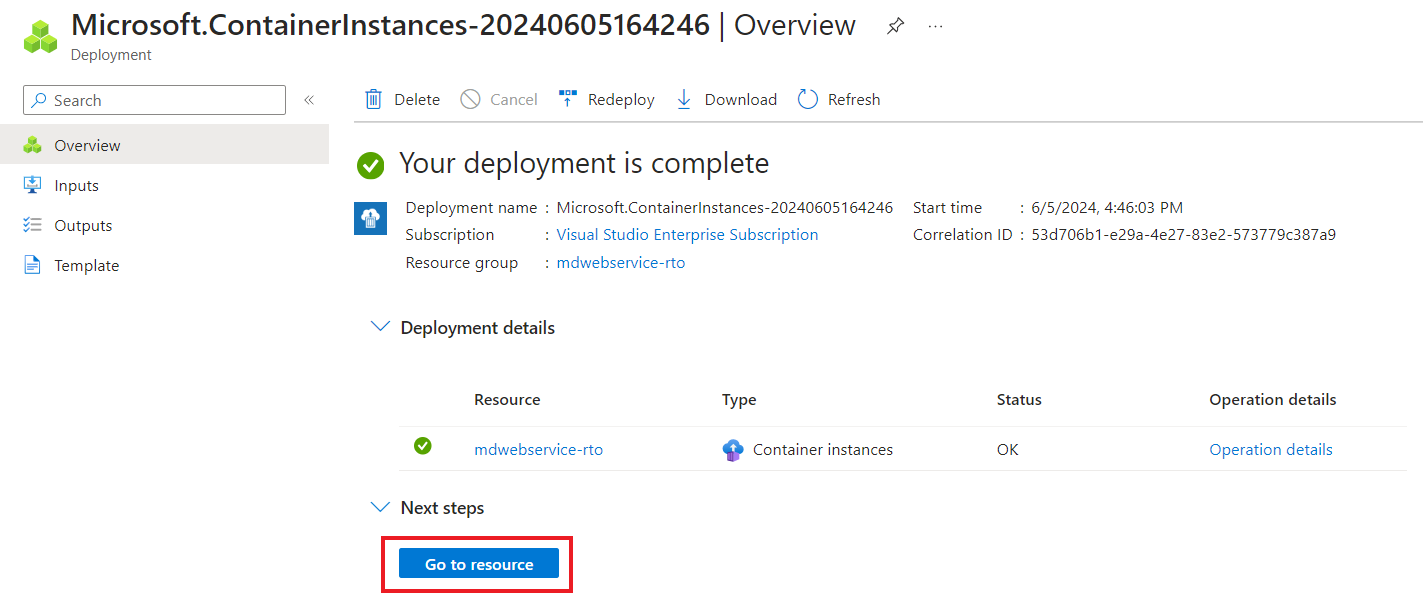 Microsoft.ContainerInstances-20240605164246 | Overview ...
Deployment
Search «
Overview
Inputs
Outputs
Template
Delete Cancel Redeploy Download Refresh
Your deployment is complete
Deployment name : Microsoft.ContainerInstances-20240605164246 Start time : 6/5/2024, 4:46:03 PM
Subscription : Visual Studio Enterprise Subscription Correlation ID : 53d706b1-e29a-4e27-83e2-573779c387a9
Resource group : mdwebservice-rto
Deployment details
Resource Type Status Operation details
mdwebservice-rto Container instances OK Operation details
Next steps
Go to resource